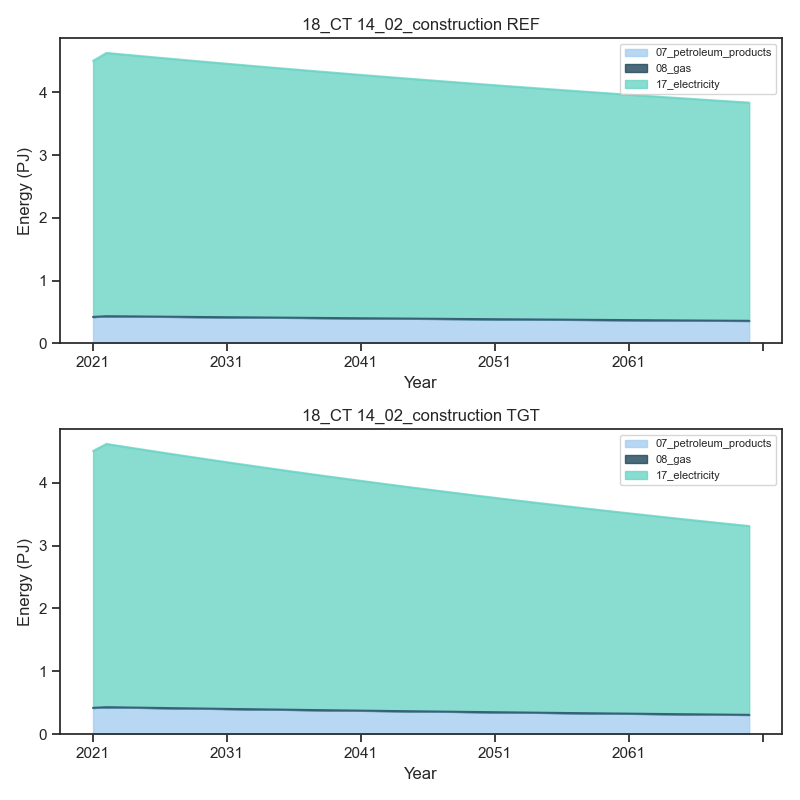 18_CT 14_02_construction REF
07_petroleum_products
08_gas
17_electricity
Energy (PJ)
4
3
2
1
0
2021 2031 2041 2051 2061
Year
18_CT 14_02_construction TGT
07_petroleum_products
08_gas
17_electricity
Energy (PJ)
4
3
2
1
0
2021 2031 2041 2051 2061
Year